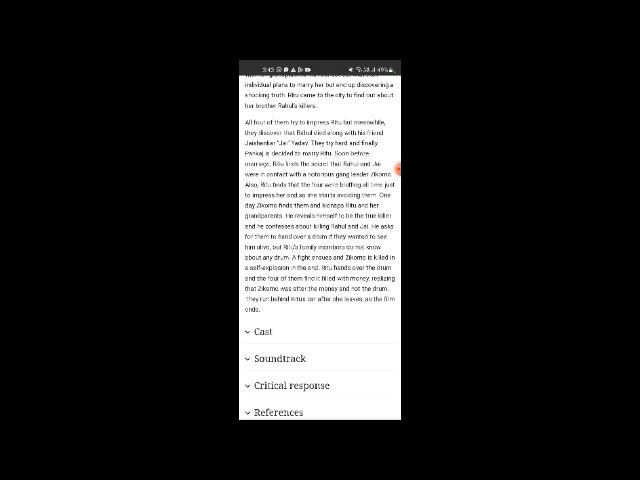 3:43
49%
individual plans to marry her but end up discovering a
shocking truth. Ritu came to the city to find out about
her brother Rahul's killers.
All four of them try to impress Ritu but meanwhile,
they discover that Rahul died along with his friend
Jaishankar "Jai" Yadav. They try hard and finally
Pankaj is decided to marry Ritu. Soon before
marriage, Ritu finds the secret that Rahul and Jai
were in contact with a notorious gang leader Zikomo.
Also, Ritu finds that the four were bluffing all time just
to impress her and so she starts avoiding them. One
day Zikomo finds them and kidnaps Ritu and her
grandparents. He reveals himself to be the true killer
and he confesses about killing Rahul and Jai. He asks
for them to hand over a drum if they wanted to see
him alive, but Ritu's family members do not know
about any drum. A fight ensues and Zikomo is killed in
a self-explosion in the end. Ritu hands over the drum
and the four of them find it filled with money, realizing
that Zikomo was after the money and not the drum.
They run behind Ritu's car after she leaves, as the film
ends.
Cast
Soundtrack
Critical response
References